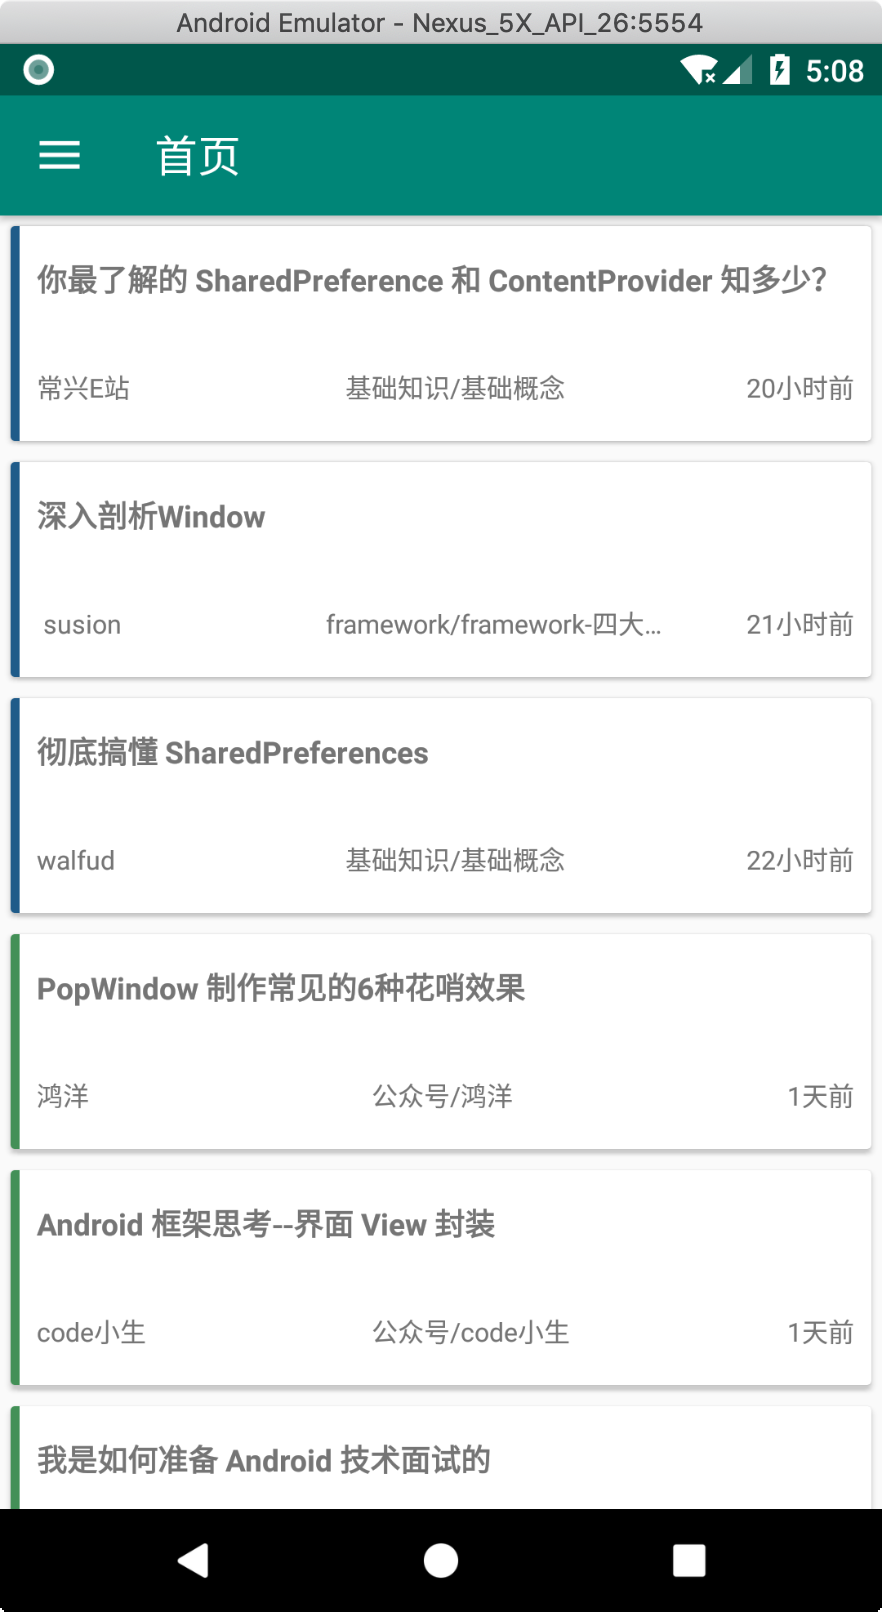 Android Emulator - Nexus_5X_API_26:5554
5:08
首页
你最了解的 SharedPreference 和 ContentProvider 知多少?
常兴E站 基础知识/基础概念 20小时前
深入剖析Window
susion framework/framework-四大... 21小时前
彻底搞懂 SharedPreferences
walfud 基础知识/基础概念 22小时前
PopWindow 制作常见的6种花哨效果
鸿洋 公众号/鸿洋 1天前
Android 框架思考--界面 View 封装
code小生 公众号/code小生 1天前
我是如何准备 Android 技术面试的